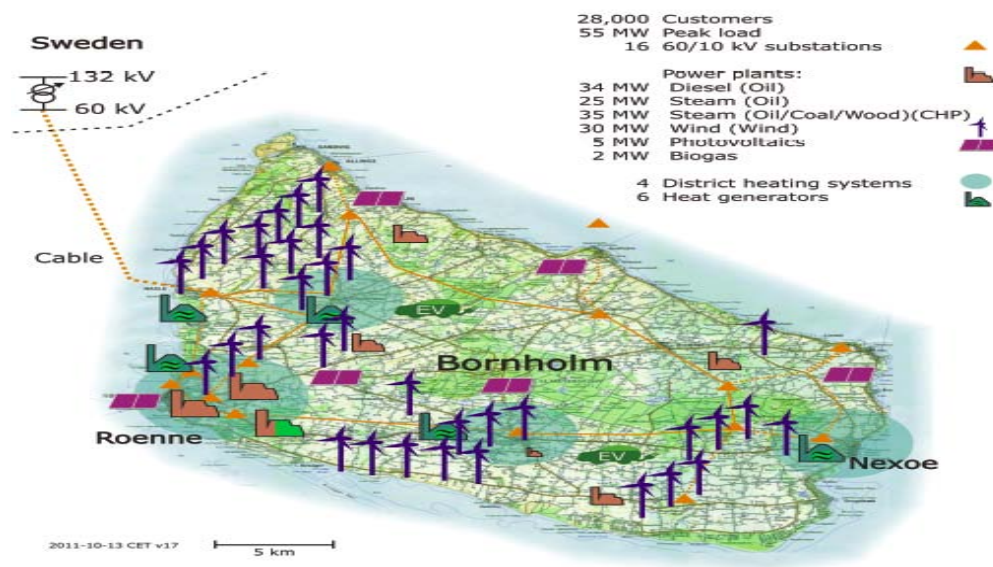 Sweden
132 kV
60 kV
Cable
28,000 Customers
55 MW Peak load
16 60/10 kV substations
Power plants:
34 MW Diesel (Oil)
25 MW Steam (Oil)
35 MW Steam (Oil/Coal/Wood)(CHP)
30 MW Wind (Wind)
5 MW Photovoltaics
2 MW Biogas
4 District heating systems
6 Heat generators
EV
Bornholm
Roenne
EV
Nexoe
2011-10-13 CET v17
5 km